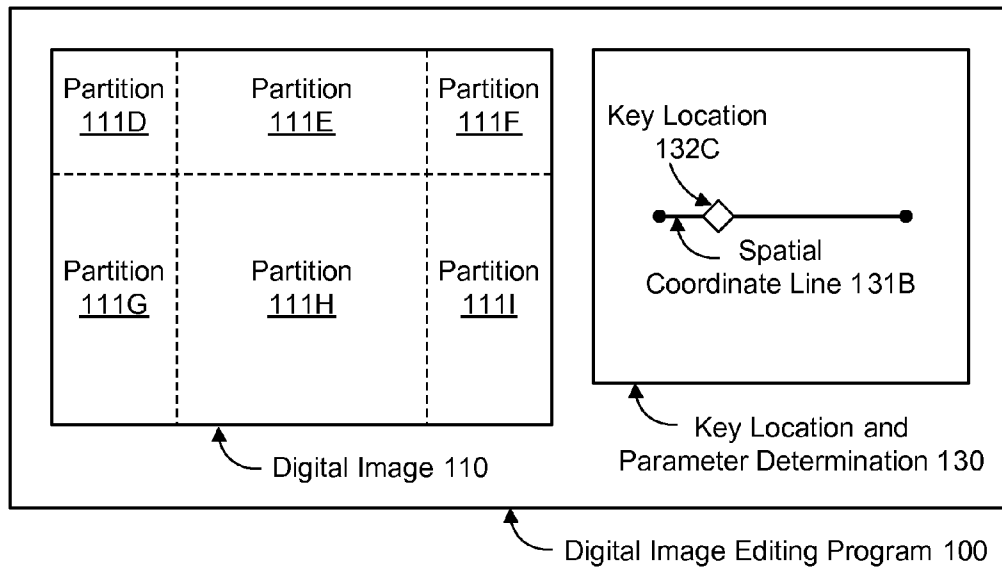 Partition
111D
Partition
111E
Partition
111F
Partition
111G
Partition
111H
Partition
111I
Key Location
132C
Spatial
Coordinate Line 131B
Key Location and
Parameter Determination 130
Digital Image 110
Digital Image Editing Program 100